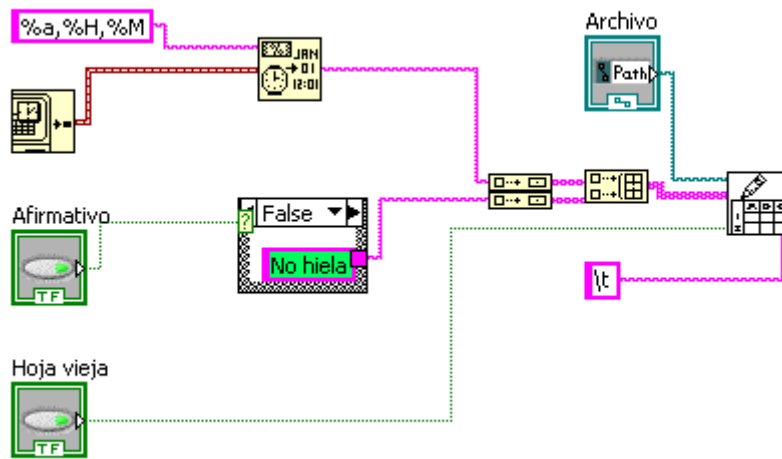 %a,%H,%M
JAN
01
12:01
Archivo
Path
Afirmativo
TF
?
False
No hiela
\t
Hoja vieja
TF